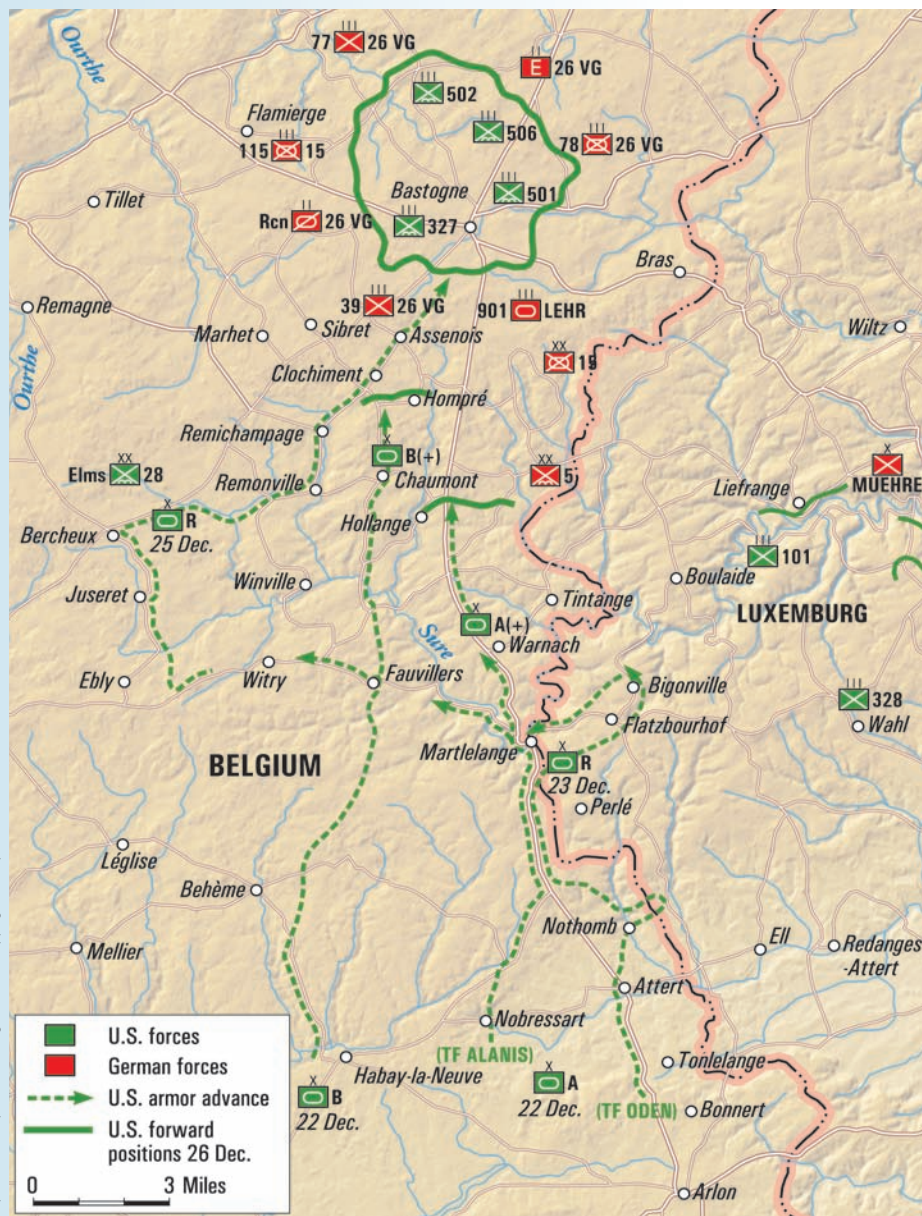 Ourthe
77 26 VG
E 26 VG
502
Flamierge
506
115 15
78 26 VG
Tillet
Bastogne
501
Rcn 26 VG
327
Bras
Remagne
39 26 VG
901 LEHR
Sibret
Marhet
Assenois
Wiltz
Ourthe
Clochiment
15
Hompré
Remichampage
B(+)
Elms 28
Chaumont
5
MUEHRE
Remonville
Liefrange
R
25 Dec.
Hollange
Bercheux
101
Winville
Boulaide
Juseret
Tintange
LUXEMBURG
Sure
A(+)
Warnach
Witry
Ebly
Fauvillers
Bigonville
328
Flatzbourhof
Wahl
Martlelange
BELGIUM
R
23 Dec.
Perlé
Léglise
Behème
Nothomb
Ell
Mellier
Redanges
-Attert
Attert
Nobressart
U.S. forces
German forces
(TF ALANIS)
Tonlelange
Habay-la-Neuve
A
22 Dec.
U.S. armor advance
B
22 Dec.
(TF ODEN)
Bonnert
U.S. forward
positions 26 Dec.
0 3 Miles
Arlon